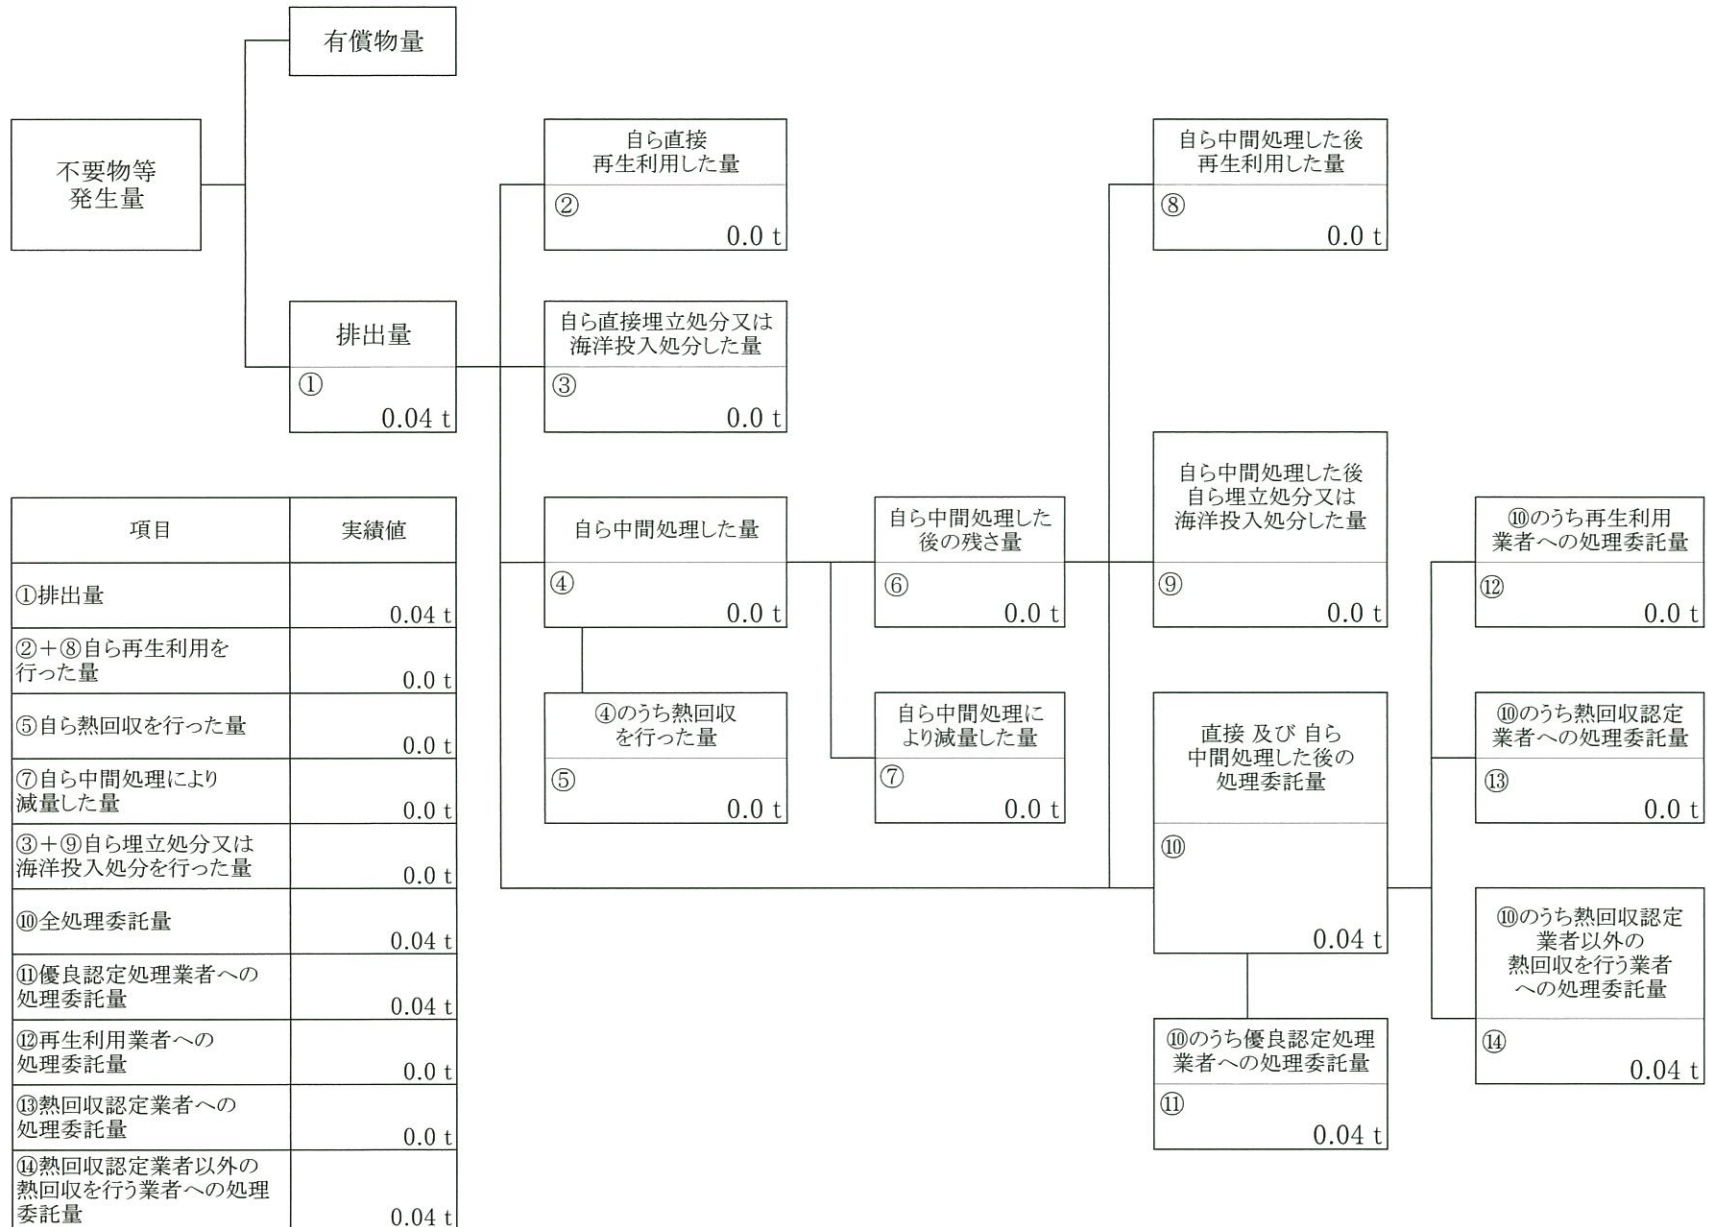 有償物量
不要物等
発生量
排出量
①
0.04 t
自ら直接
再生利用した量
②
0.0 t
自ら直接埋立処分又は
海洋投入処分した量
③
0.0 t
自ら中間処理した量
④
0.0 t
④のうち熱回収
を行った量
⑤
0.0 t
自ら中間処理した
後の残さ量
⑥
0.0 t
自ら中間処理に
より減量した量
⑦
0.0 t
自ら中間処理した後
再生利用した量
⑧
0.0 t
自ら中間処理した後
自ら埋立処分又は
海洋投入処分した量
⑨
0.0 t
直接 及び 自ら
中間処理した後の
処理委託量
⑩
0.04 t
⑩のうち優良認定処理
業者への処理委託量
⑪
0.04 t
⑩のうち再生利用
業者への処理委託量
⑫
0.0 t
⑩のうち熱回収認定
業者への処理委託量
⑬
0.0 t
⑩のうち熱回収認定
業者以外の
熱回収を行う業者
への処理委託量
⑭
0.04 t
項目 実績値
①排出量
0.04 t
②+⑧自ら再生利用を
行った量
0.0 t
⑤自ら熱回収を行った量
0.0 t
⑦自ら中間処理により
減量した量
0.0 t
③+⑨自ら埋立処分又は
海洋投入処分を行った量
0.0 t
⑩全処理委託量
0.04 t
⑪優良認定処理業者への
処理委託量
0.04 t
⑫再生利用業者への
処理委託量
0.0 t
⑬熱回収認定業者への
処理委託量
0.0 t
⑭熱回収認定業者以外の
熱回収を行う業者への処理
委託量
0.04 t